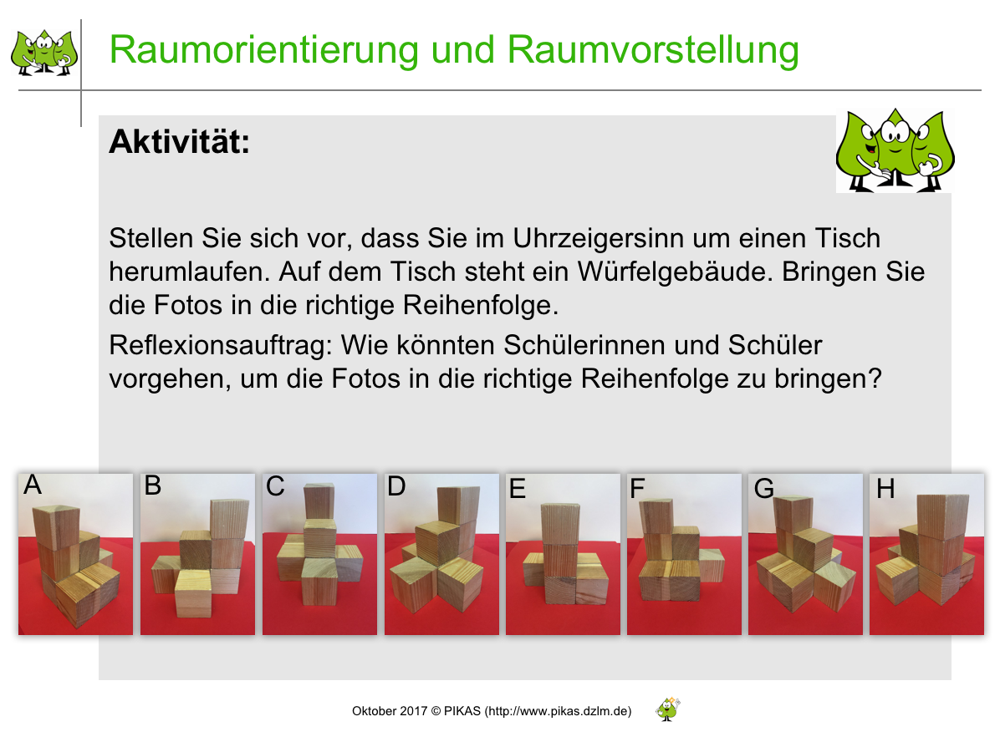 Raumorientierung und Raumvorstellung
Aktivität:
Stellen Sie sich vor, dass Sie im Uhrzeigersinn um einen Tisch
herumlaufen. Auf dem Tisch steht ein Würfelgebäude. Bringen Sie
die Fotos in die richtige Reihenfolge.
Reflexionsauftrag: Wie könnten Schülerinnen und Schüler
vorgehen, um die Fotos in die richtige Reihenfolge zu bringen?
A B C D E F G H
Oktober 2017 © PIKAS (http://www.pikas.dzlm.de)